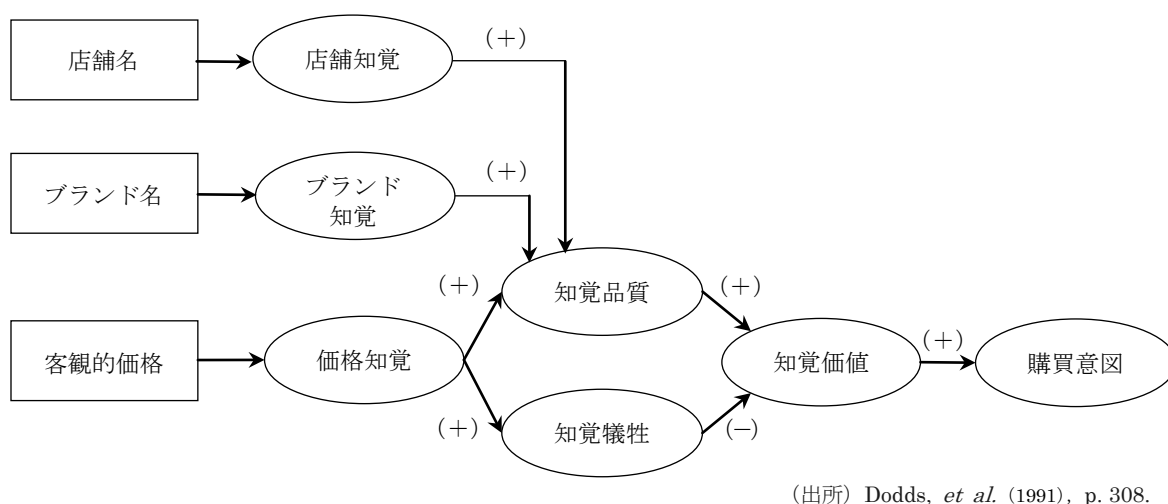 店舗名
店舗知覚
(+)
ブランド名
ブランド
知覚
(+)
客観的価格
価格知覚
(+)
(+)
知覚品質
知覚犠牲
(+)
(−)
知覚価値
(+)
購買意図
(出所) Dodds, et al. (1991), p. 308.